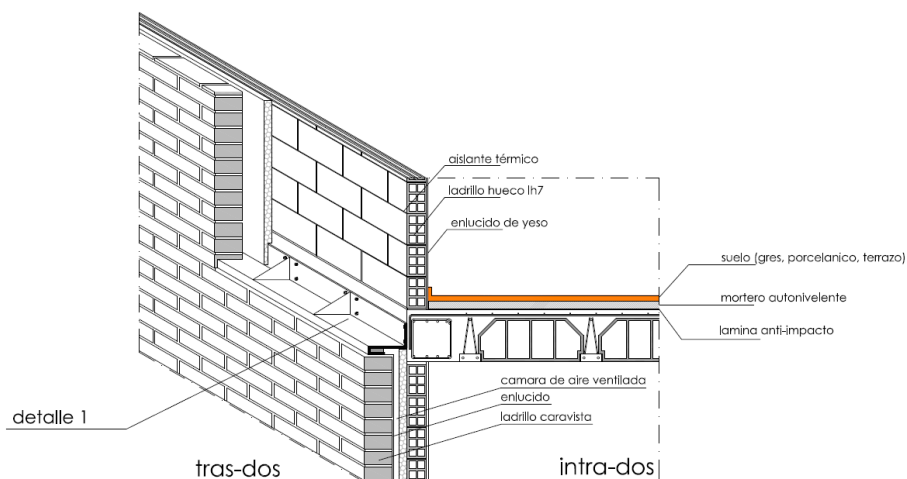 aislante térmico
ladrillo hueco lh7
enlucido de yeso
suelo (gres, porcelanico, terrazo)
mortero autonivelente
lamina anti-impacto
camara de aire ventilada
enlucido
ladrillo caravista
detalle 1
tras-dos
intra-dos